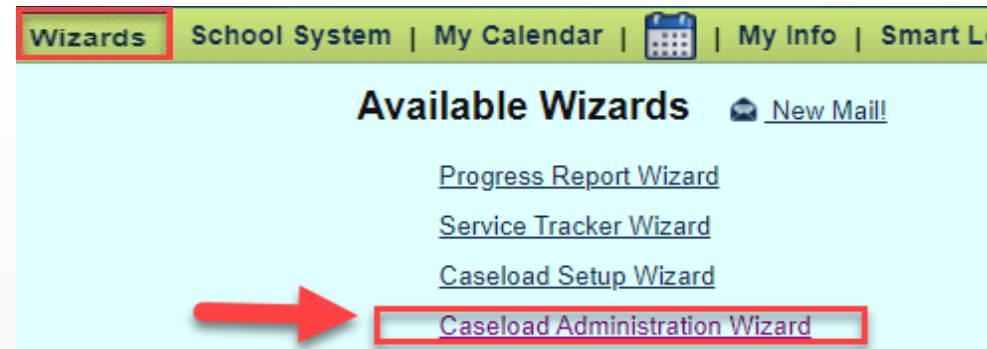 Wizards School System | My Calendar | | My Info | Smart L
Available Wizards New Mail!
Progress Report Wizard
Service Tracker Wizard
Caseload Setup Wizard
Caseload Administration Wizard